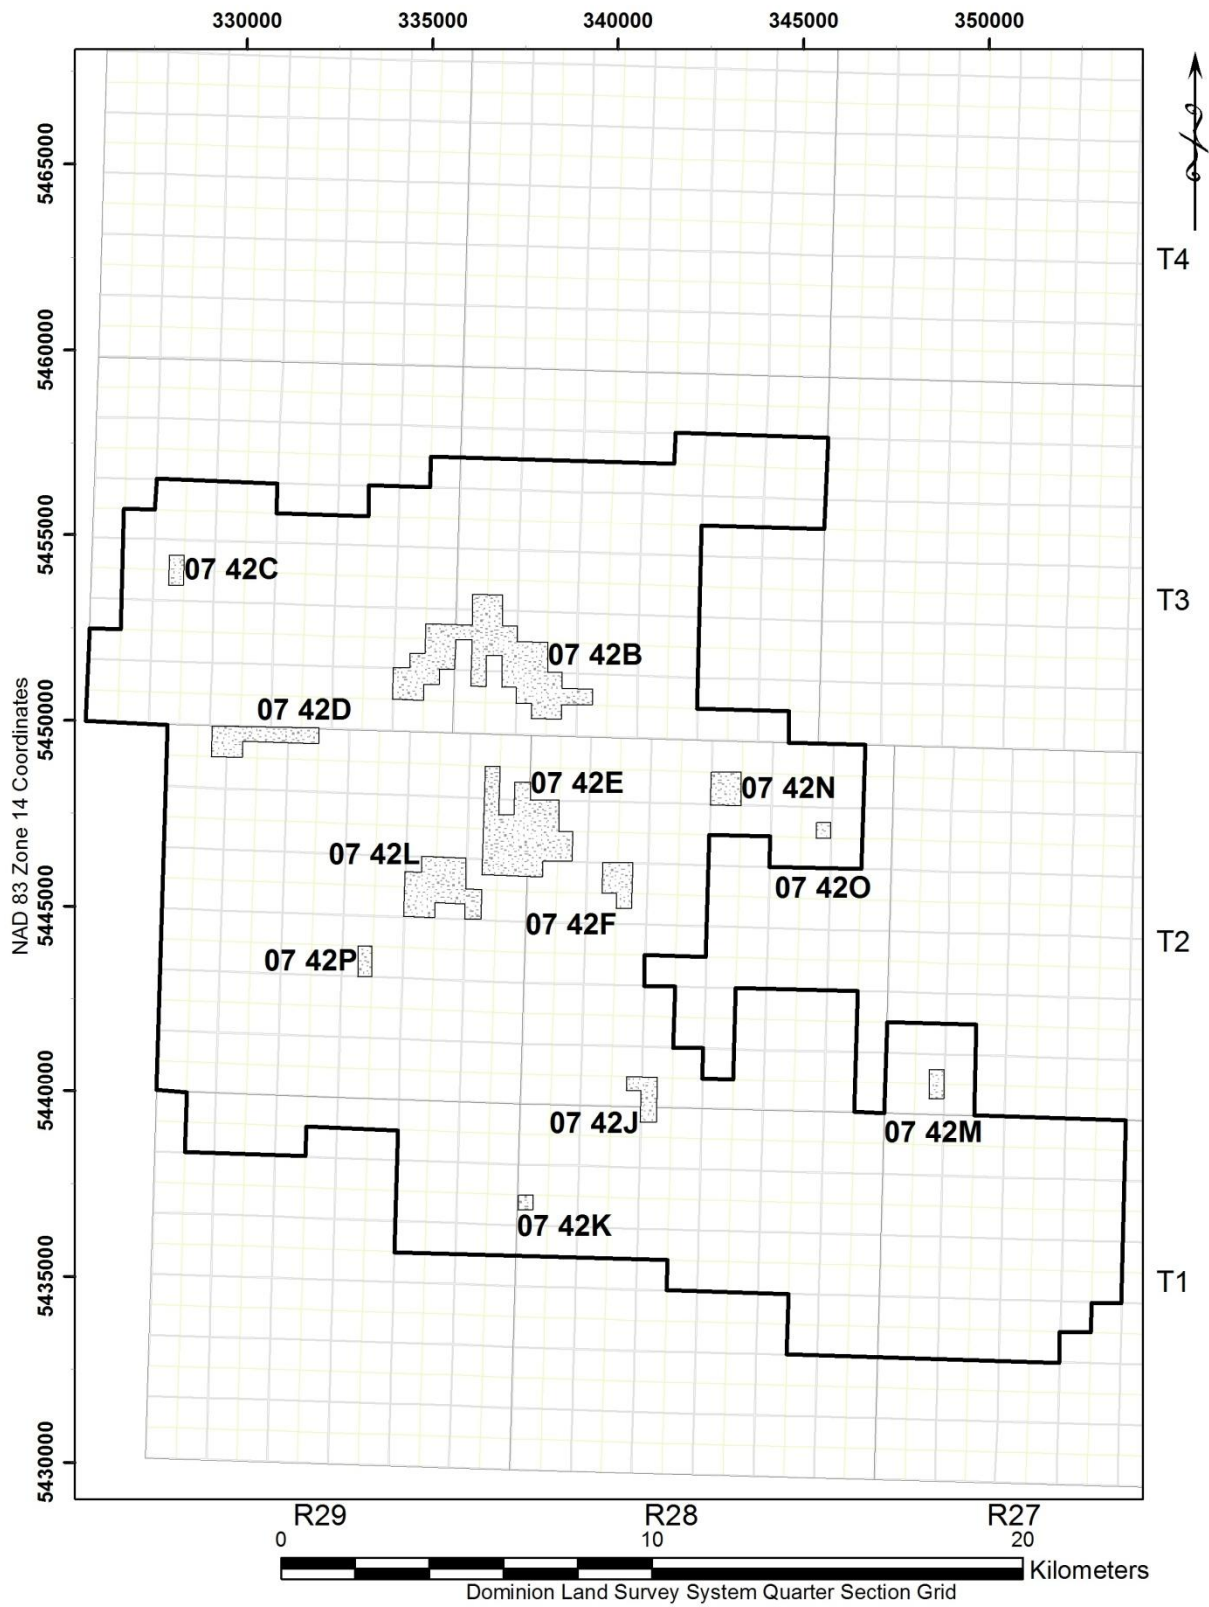 330000 335000 340000 345000 350000
5465000
T4
5460000
5455000
07 42C
T3
07 42B
NAD 83 Zone 14 Coordinates
5450000
07 42D
07 42E
07 42N
07 42L
07 42O
5445000
07 42F
T2
07 42P
5440000
07 42J
07 42M
07 42K
5435000
T1
5430000
R29 R28 R27
0 10 20
Kilometers
Dominion Land Survey System Quarter Section Grid